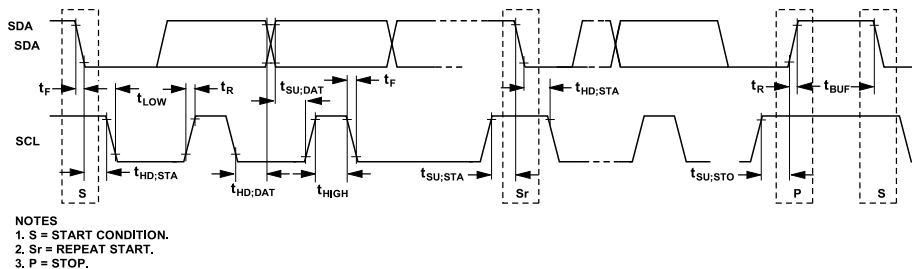 SDA
SDA
tF
tLOW
tR
tSU;DAT
tF
tHD;STA
tR
tBUF
SCL
tHD;STA
tHD;DAT
tHIGH
tSU;STA
tSU;STO
S
Sr
P
S
NOTES
1. S = START CONDITION.
2. Sr = REPEAT START.
3. P = STOP.